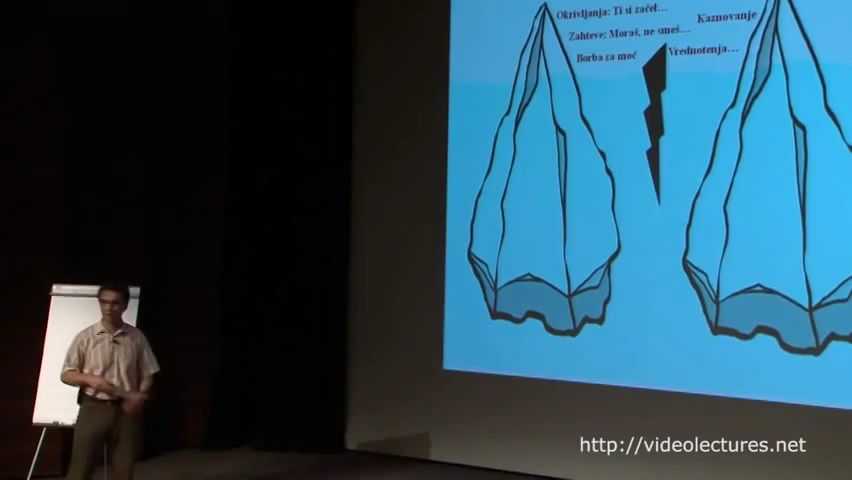 Okrivljanja: Ti si začel...
Kaznovanje
Zahteve: Moraš, ne smeš...
Vrednotenja...
Borba za moč
http://videolectures.net